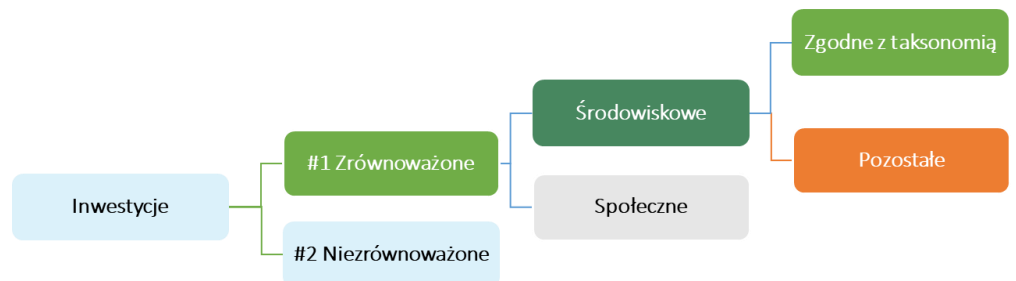 Zgodne z taksonomią
Środowiskowe
#1 Zrównoważone
Pozostałe
Inwestycje
Społeczne
#2 Niezrównoważone